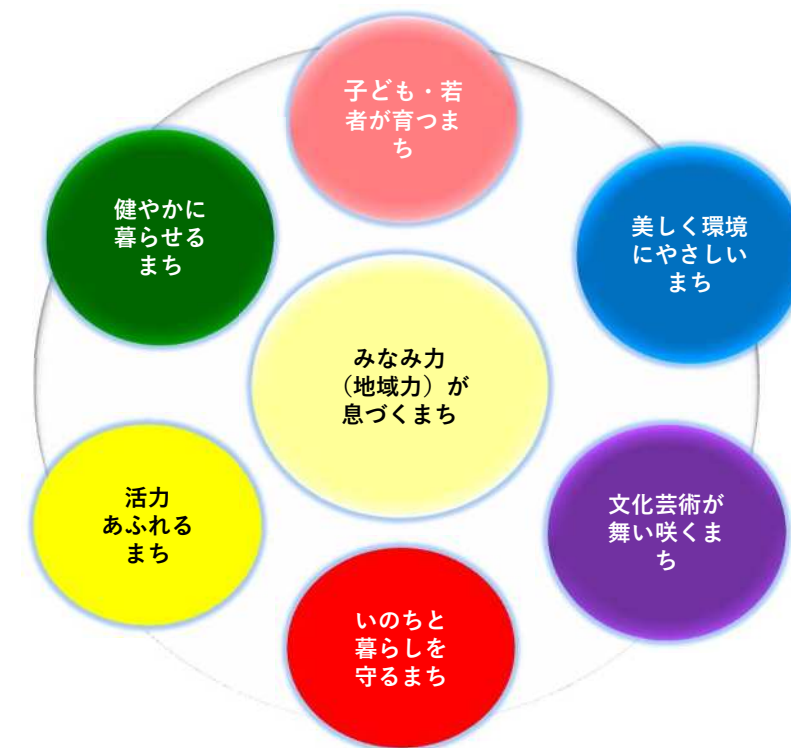 子ども・若
者が育つま
ち
健やかに
暮らせる
まち
美しく環境
にやさしい
まち
みなみ力
（地域力）が
息づくまち
活力
あふれる
まち
文化芸術が
舞い咲くま
ち
いのちと
暮らしを
守るまち